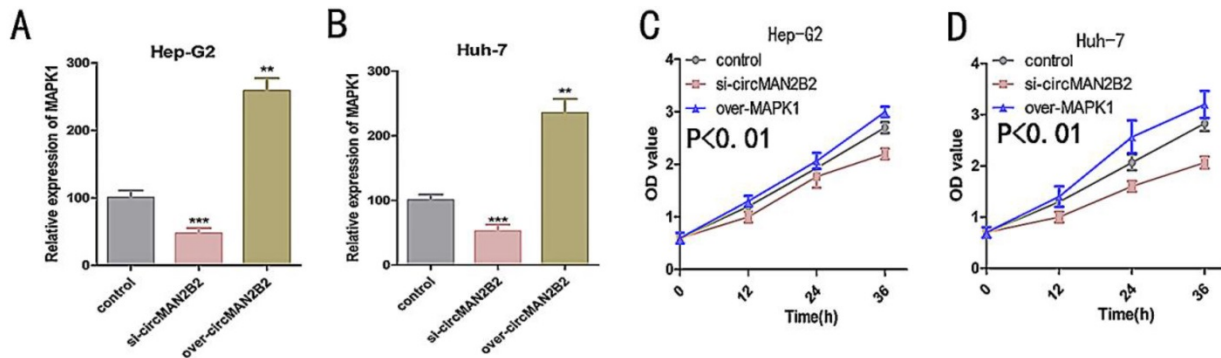 A
Hep-G2
Relative expression of MAPK1
300
200
100
0
**
***
control
si-circMAN2B2
over-circMAN2B2
B
Huh-7
Relative expression of MAPK1
300
200
100
0
**
***
control
si-circMAN2B2
over-circMAN2B2
C
Hep-G2
control
si-circMAN2B2
over-MAPK1
P<0.01
OD value
4
3
2
1
0
0 12 24 36
Time(h)
D
Huh-7
control
si-circMAN2B2
over-MAPK1
P<0.01
OD value
4
3
2
1
0
0 12 24 36
Time(h)